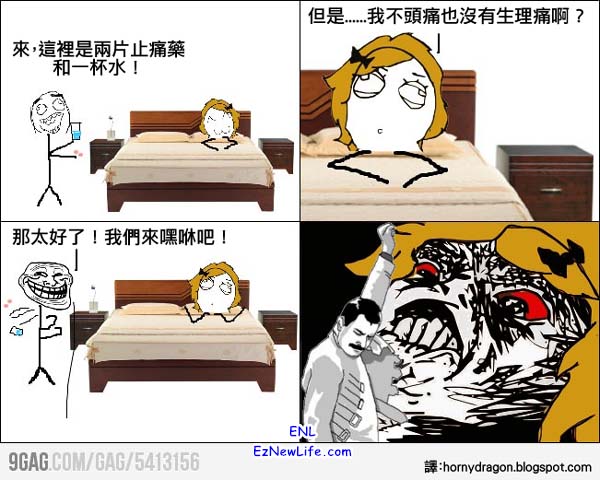 來，這裡是兩片止痛藥
和一杯水！
但是......我不頭痛也沒有生理痛啊？
那太好了！我們來嘿咻吧！
ENL
EzNewLife.com
9GAG.COM/GAG/5413156
譯:hornydragon.blogspot.com